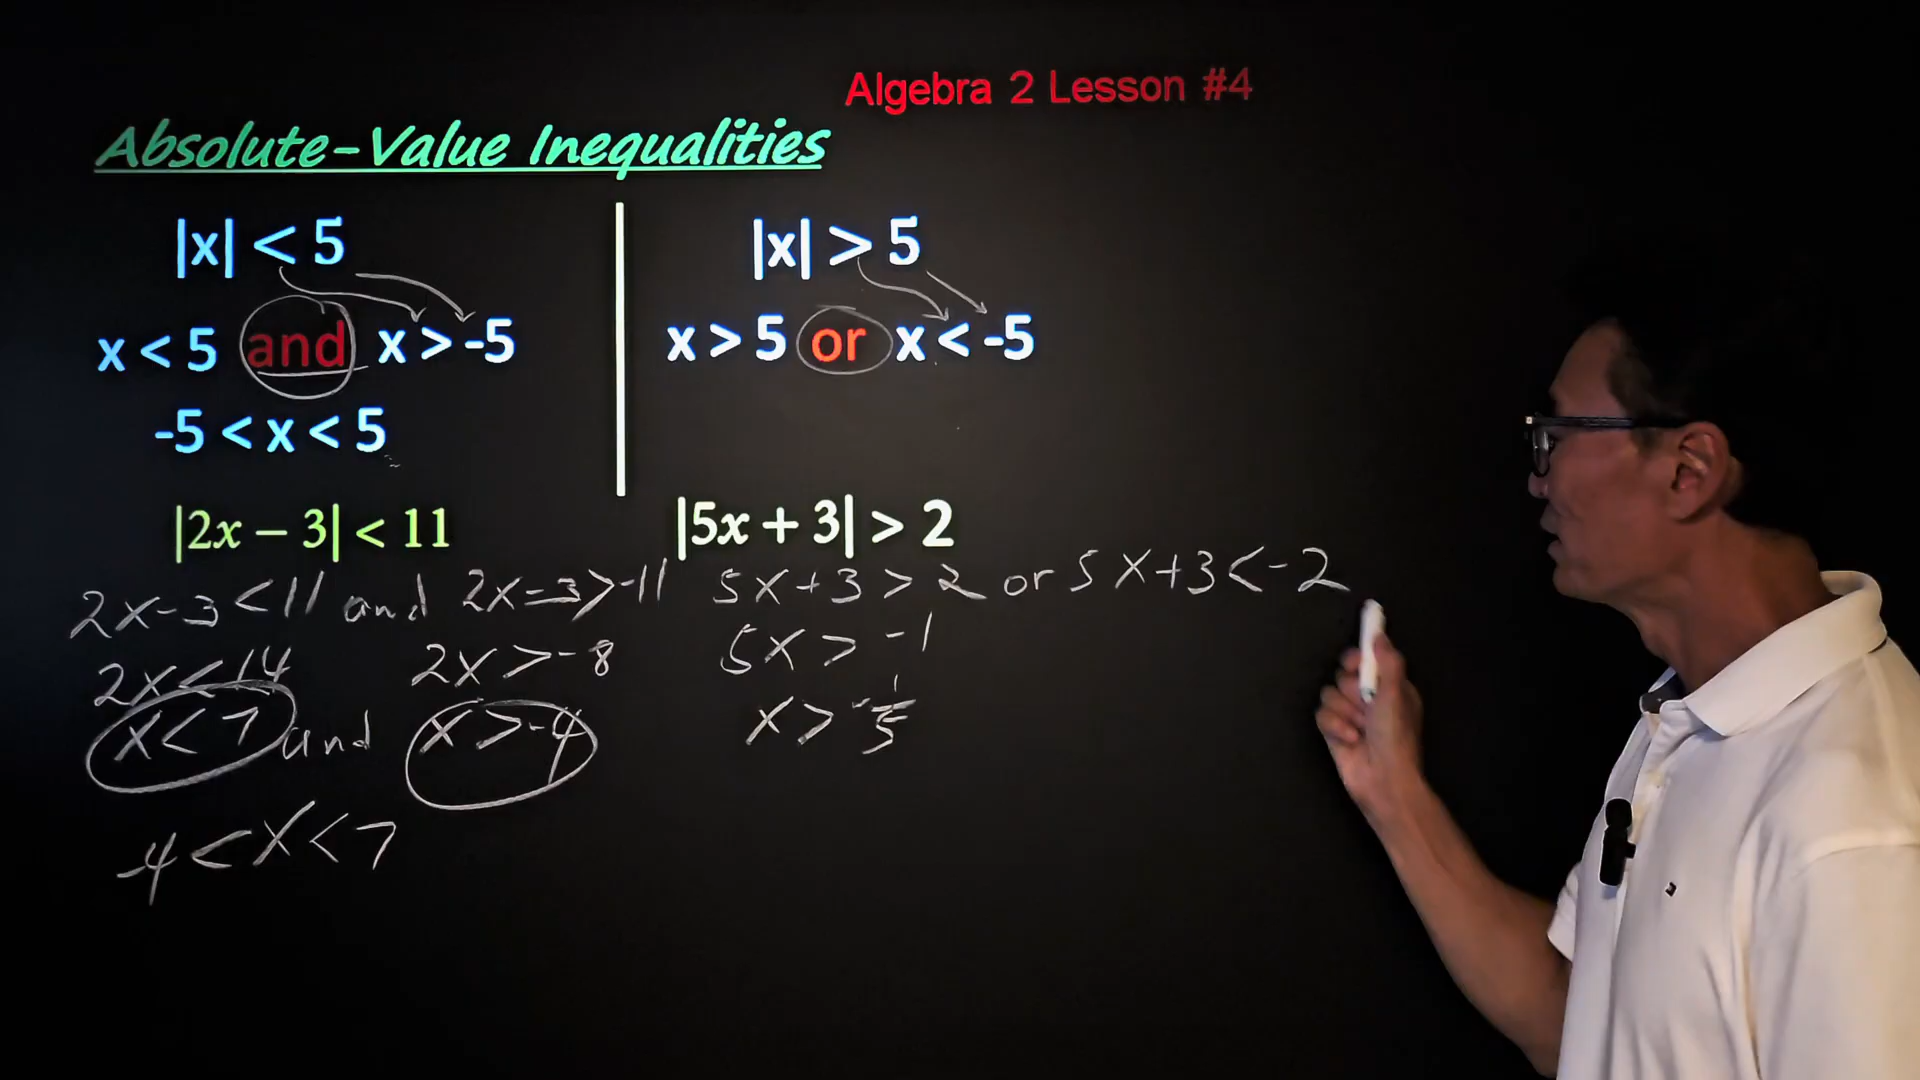 Algebra 2 Lesson #4
Absolute-Value Inequalities
|x| < 5
x < 5 and x > -5
-5 < x < 5
|x| > 5
x > 5 or x < -5
|2x − 3| < 11
2x-3<11 and 2x-3>-11
2x<14 2x>-8
x<7 and x>-4
-4<x<7
|5x + 3| > 2
5x+3>2 or 5x+3<-2
5x>-1
x>-1/5